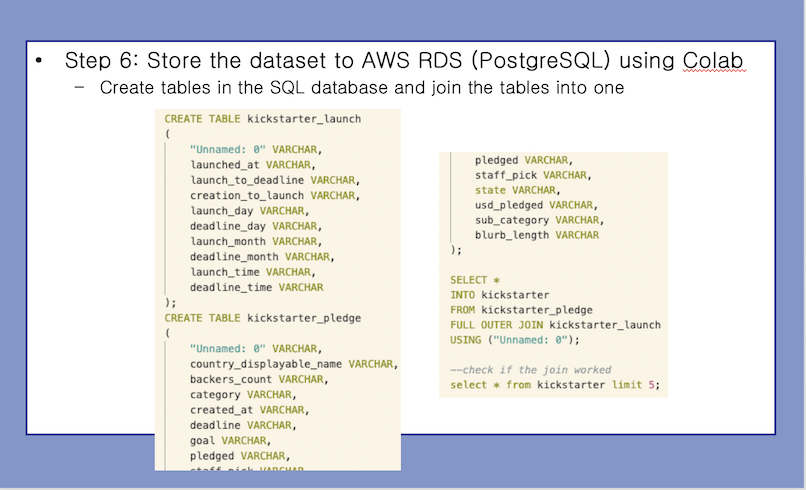 • Step 6: Store the dataset to AWS RDS (PostgreSQL) using Colab
– Create tables in the SQL database and join the tables into one
CREATE TABLE kickstarter_launch
(
"Unnamed: 0" VARCHAR,
launched_at VARCHAR,
launch_to_deadline VARCHAR,
creation_to_launch VARCHAR,
launch_day VARCHAR,
deadline_day VARCHAR,
launch_month VARCHAR,
deadline_month VARCHAR,
launch_time VARCHAR,
deadline_time VARCHAR
);
CREATE TABLE kickstarter_pledge
(
"Unnamed: 0" VARCHAR,
country_displayable_name VARCHAR,
backers_count VARCHAR,
category VARCHAR,
created_at VARCHAR,
deadline VARCHAR,
goal VARCHAR,
pledged VARCHAR,
staff_pick VARCHAR
pledged VARCHAR,
staff_pick VARCHAR,
state VARCHAR,
usd_pledged VARCHAR,
sub_category VARCHAR,
blurb_length VARCHAR
);
SELECT *
INTO kickstarter
FROM kickstarter_pledge
FULL OUTER JOIN kickstarter_launch
USING ("Unnamed: 0");
--check if the join worked
select * from kickstarter limit 5;